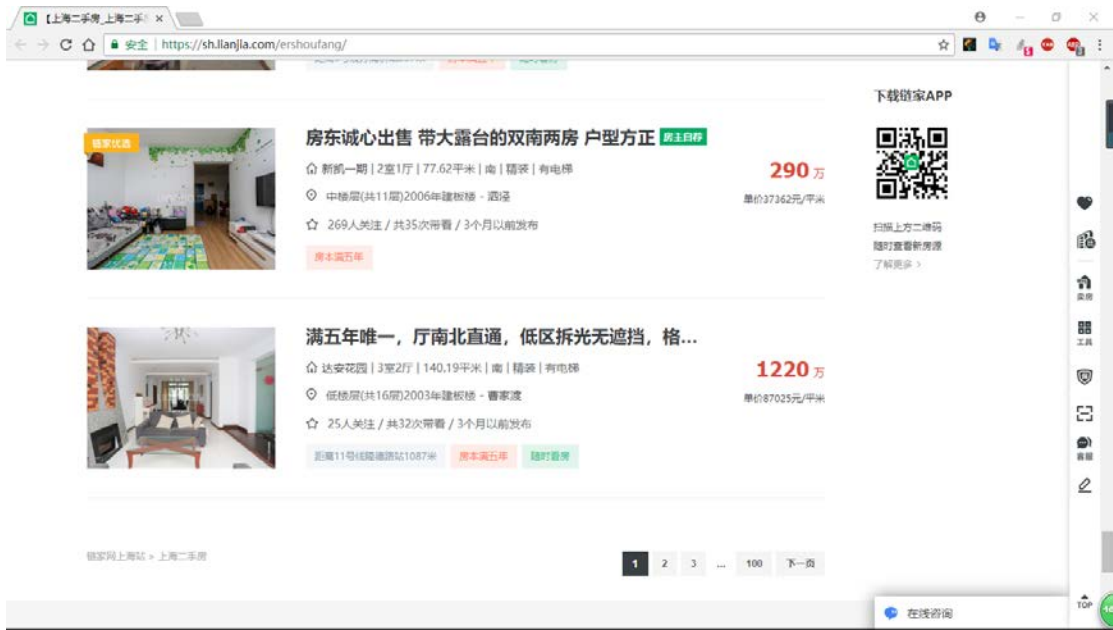 【上海二手房_上海二手
安全 | https://sh.lianjia.com/ershoufang/
下载链家APP
链家优选
房东诚心出售 带大露台的双南两房 户型方正 房主自荐
新凯一期 | 2室1厅 | 77.62平米 | 南 | 精装 | 有电梯
290 万
中楼层(共11层)2006年建板楼 - 泗泾
单价37362元/平米
269人关注 / 共35次带看 / 3个月以前发布
房本满五年
扫描上方二维码
随时查看新房源
了解更多 >
卖房
工具
满五年唯一，厅南北直通，低区拆光无遮挡，格...
达安花园 | 3室2厅 | 140.19平米 | 南 | 精装 | 有电梯
1220 万
低楼层(共16层)2003年建板楼 - 曹家渡
单价87025元/平米
25人关注 / 共32次带看 / 3个月以前发布
距离11号线隆德路站1087米 房本满五年 随时看房
客服
链家网上海站 > 上海二手房
1 2 3 ... 100 下一页
在线咨询
TOP